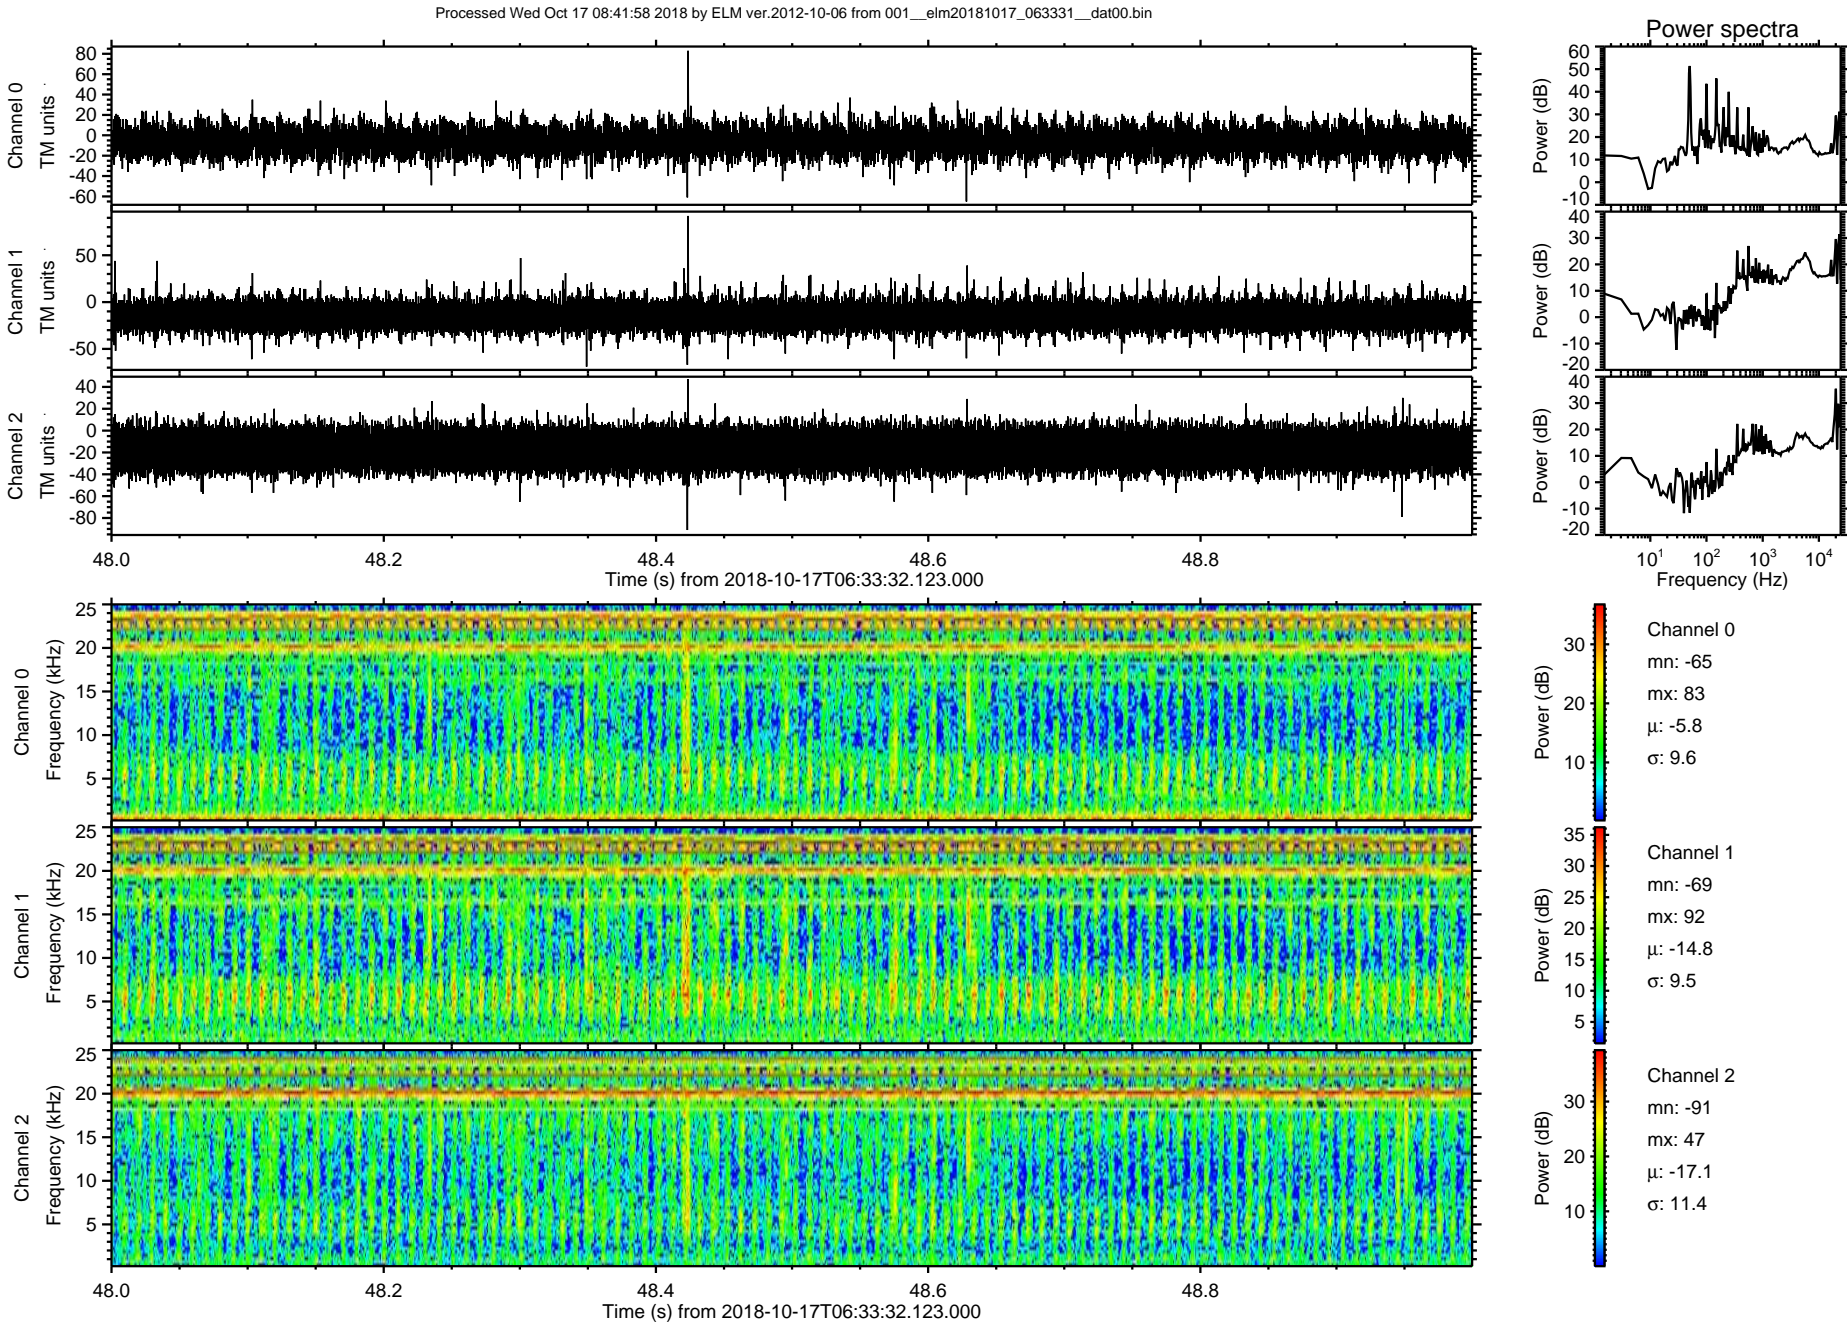 Processed Wed Oct 17 08:41:58 2018 by ELM ver.2012-10-06 from 001__elm20181017_063331__dat00.bin
Power spectra
Channel 0
TM units
80
60
40
20
0
-20
-40
-60
Power (dB)
60
50
40
30
20
10
0
-10
Channel 1
TM units
50
0
-50
Power (dB)
40
30
20
10
0
-10
-20
Channel 2
TM units
40
20
0
-20
-40
-60
-80
Power (dB)
40
30
20
10
0
-10
-20
48.0 48.2 48.4 48.6 48.8
Time (s) from 2018-10-17T06:33:32.123.000
10¹ 10² 10³ 10⁴
Frequency (Hz)
Channel 0
Frequency (kHz)
25
20
15
10
5
Power (dB)
30
20
10
Channel 0
mn: -65
mx: 83
μ: -5.8
σ: 9.6
Channel 1
Frequency (kHz)
25
20
15
10
5
Power (dB)
35
30
25
20
15
10
5
Channel 1
mn: -69
mx: 92
μ: -14.8
σ: 9.5
Channel 2
Frequency (kHz)
25
20
15
10
5
Power (dB)
30
20
10
Channel 2
mn: -91
mx: 47
μ: -17.1
σ: 11.4
48.0 48.2 48.4 48.6 48.8
Time (s) from 2018-10-17T06:33:32.123.000